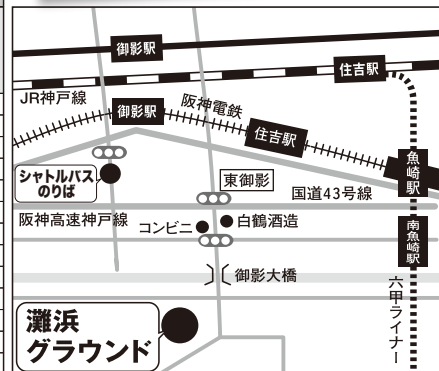 御影駅
住吉駅
JR神戸線
御影駅
阪神電鉄
住吉駅
魚崎駅
シャトルバス
のりば
東御影
国道43号線
阪神高速神戸線
コンビニ
白鶴酒造
南魚崎駅
御影大橋
六甲ライナー
灘浜
グラウンド